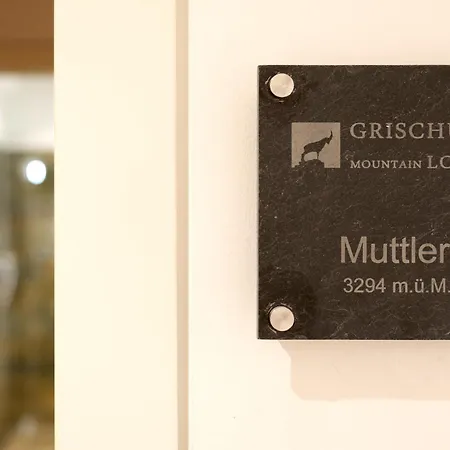 GRISCHU
MOUNTAIN LO
Muttler
3294 m.ü.M.